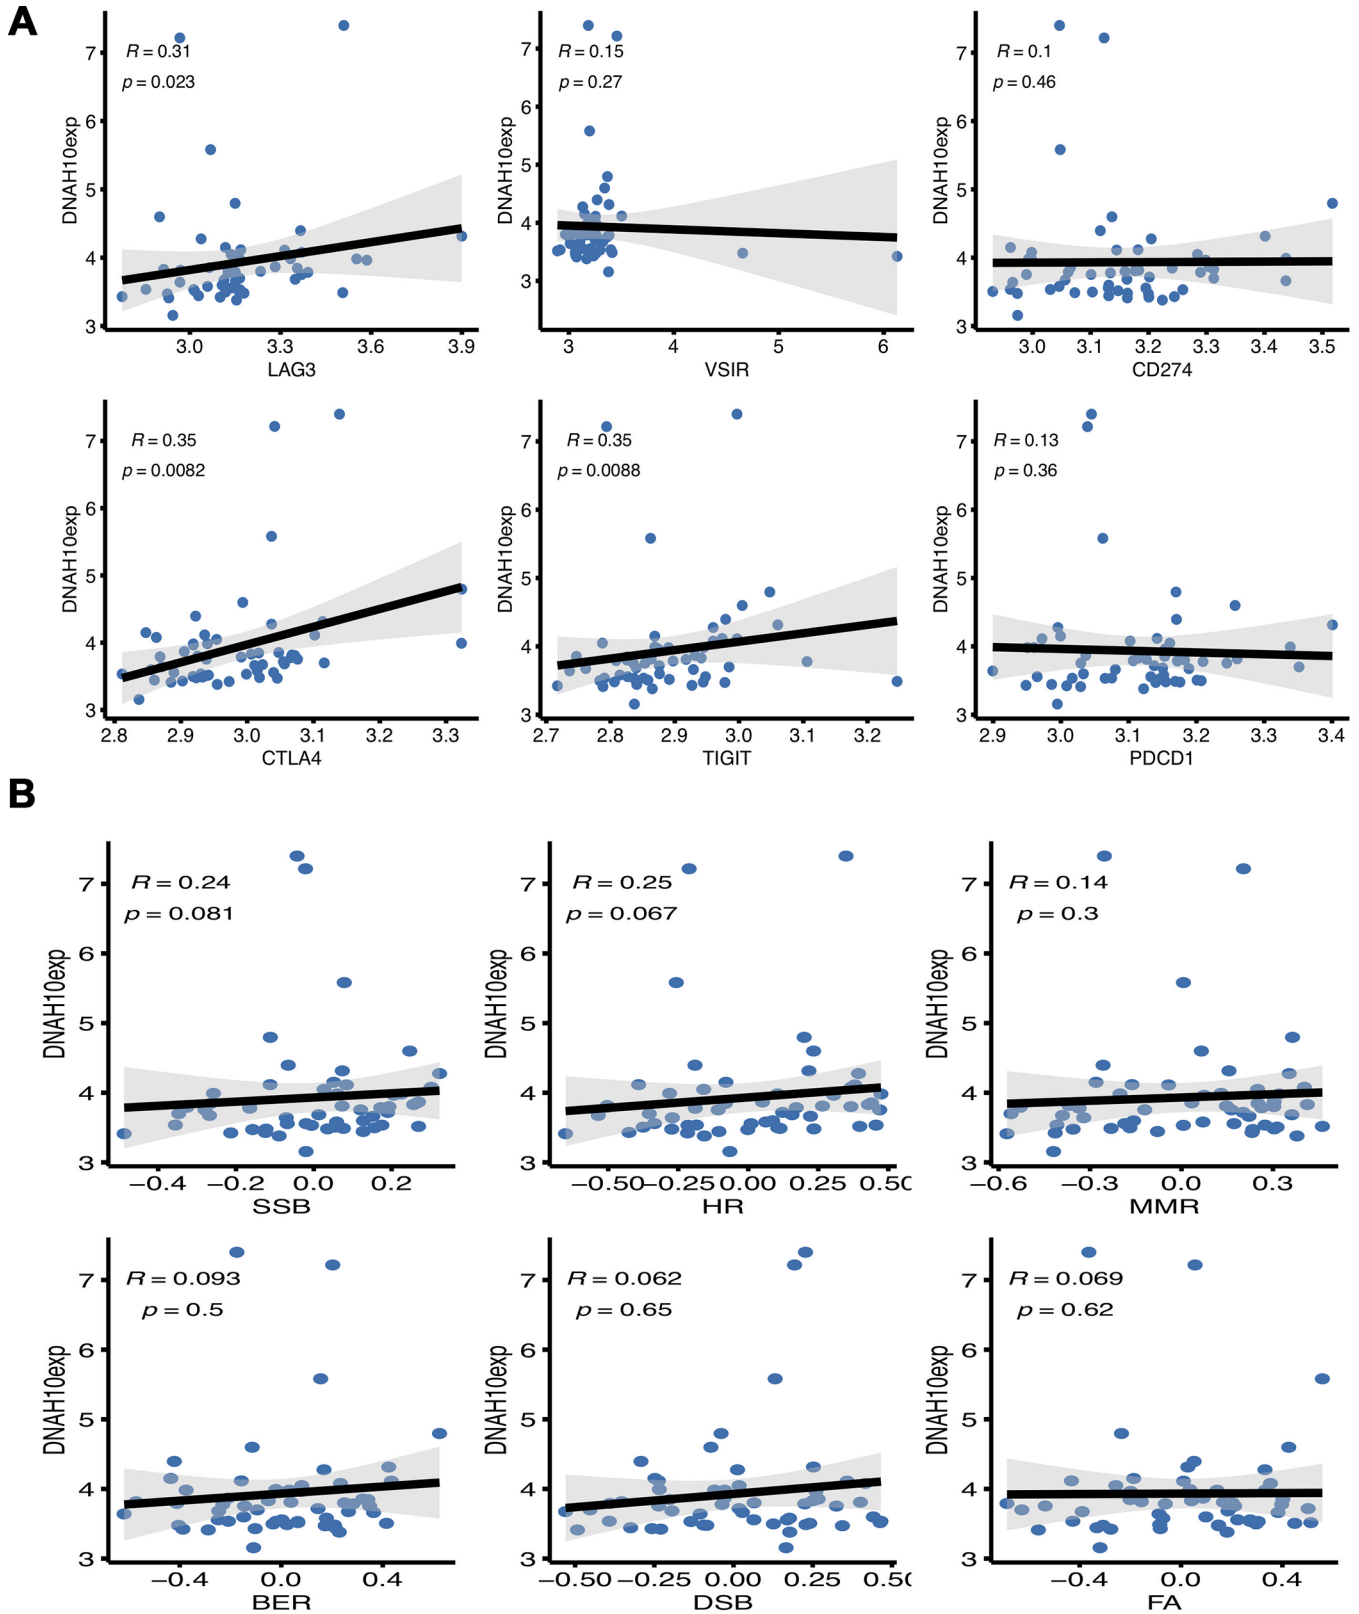 A
DNAH10exp
7
6
5
4
3
R = 0.31
p = 0.023
3.0 3.3 3.6 3.9
LAG3
DNAH10exp
7
6
5
4
3
R = 0.15
p = 0.27
3 4 5 6
VSIR
DNAH10exp
7
6
5
4
3
R = 0.1
p = 0.46
3.0 3.1 3.2 3.3 3.4 3.5
CD274
DNAH10exp
7
6
5
4
3
R = 0.35
p = 0.0082
2.8 2.9 3.0 3.1 3.2 3.3
CTLA4
DNAH10exp
7
6
5
4
3
R = 0.35
p = 0.0088
2.7 2.8 2.9 3.0 3.1 3.2
TIGIT
DNAH10exp
7
6
5
4
3
R = 0.13
p = 0.36
2.9 3.0 3.1 3.2 3.3 3.4
PDCD1
B
DNAH10exp
7
6
5
4
3
R = 0.24
p = 0.081
−0.4 −0.2 0.0 0.2
SSB
DNAH10exp
7
6
5
4
3
R = 0.25
p = 0.067
−0.50 −0.25 0.00 0.25 0.50
HR
DNAH10exp
7
6
5
4
3
R = 0.14
p = 0.3
−0.6 −0.3 0.0 0.3
MMR
DNAH10exp
7
6
5
4
3
R = 0.093
p = 0.5
−0.4 0.0 0.4
BER
DNAH10exp
7
6
5
4
3
R = 0.062
p = 0.65
−0.50 −0.25 0.00 0.25 0.50
DSB
DNAH10exp
7
6
5
4
3
R = 0.069
p = 0.62
−0.4 0.0 0.4
FA